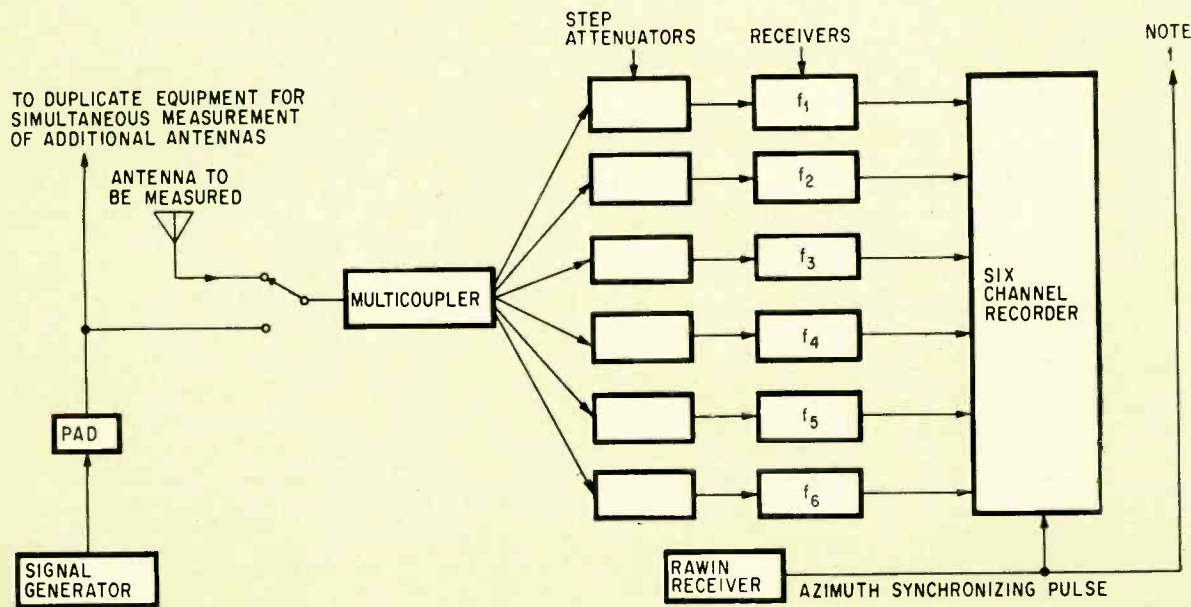 STEP
ATTENUATORS
RECEIVERS
NOTE
1
TO DUPLICATE EQUIPMENT FOR
SIMULTANEOUS MEASUREMENT
OF ADDITIONAL ANTENNAS
ANTENNA TO
BE MEASURED
MULTICOUPLER
f1
f2
f3
f4
f5
f6
SIX
CHANNEL
RECORDER
PAD
SIGNAL
GENERATOR
RAWIN
RECEIVER
AZIMUTH SYNCHRONIZING PULSE